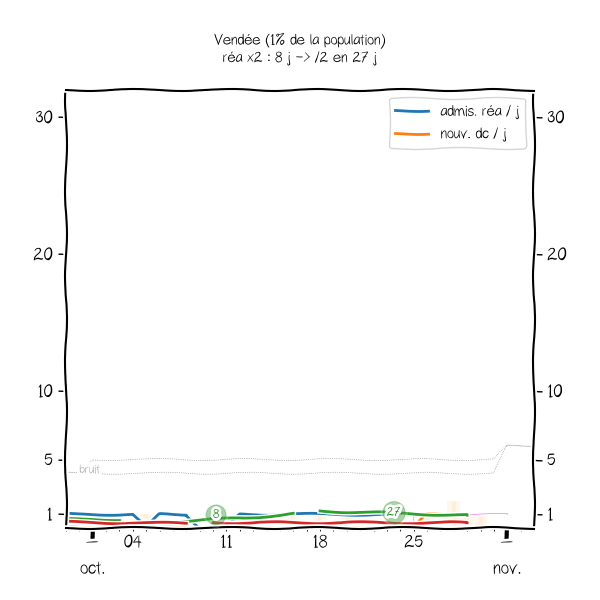 Vendée (1% de la population)
réa x2 : 8 j -> /2 en 27 j
admis. réa / j
nouv. dc / j
30
30
20
20
10
10
5
5
bruit
1
1
8
27
04
11
18
25
oct.
nov.